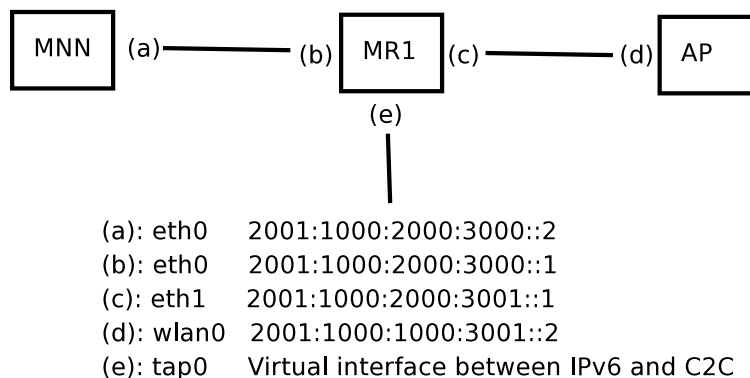 MNN (a) (b) MR1 (c) (d) AP
(e)
(a): eth0 2001:1000:2000:3000::2
(b): eth0 2001:1000:2000:3000::1
(c): eth1 2001:1000:2000:3001::1
(d): wlan0 2001:1000:1000:3001::2
(e): tap0 Virtual interface between IPv6 and C2C